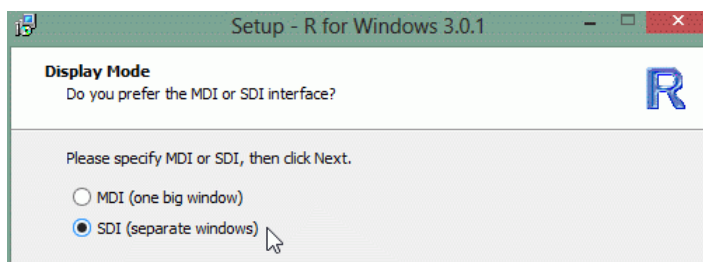 Setup - R for Windows 3.0.1
Display Mode
Do you prefer the MDI or SDI interface?
R
Please specify MDI or SDI, then click Next.
MDI (one big window)
SDI (separate windows)